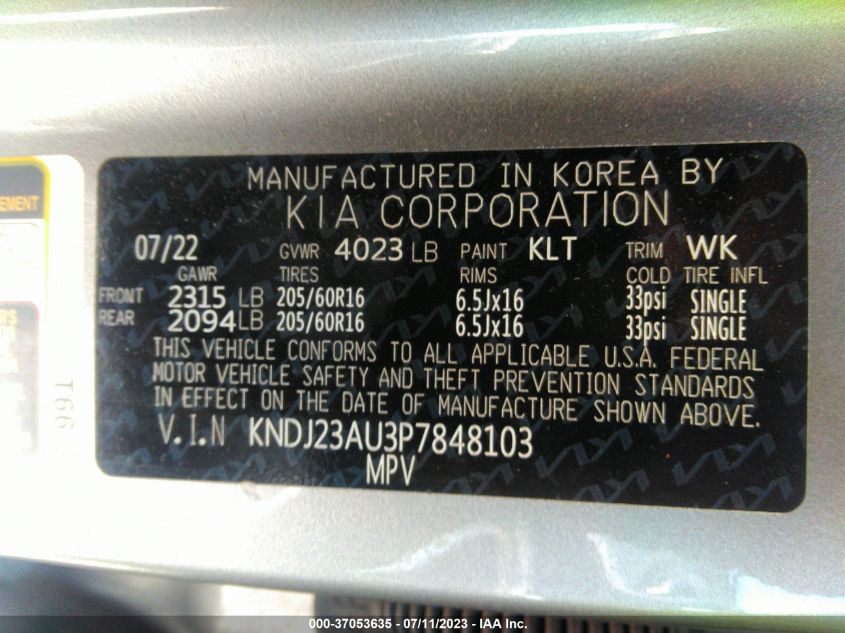 EMENT
MANUFACTURED IN KOREA BY
KIA CORPORATION
07/22 GVWR 4023 LB PAINT KLT TRIM WK
GAWR TIRES RIMS COLD TIRE INFL
FRONT 2315 LB 205/60R16 6.5Jx16 33psi SINGLE
REAR 2094 LB 205/60R16 6.5Jx16 33psi SINGLE
THIS VEHICLE CONFORMS TO ALL APPLICABLE U.S.A. FEDERAL
MOTOR VEHICLE SAFETY AND THEFT PREVENTION STANDARDS
IN EFFECT ON THE DATE OF MANUFACTURE SHOWN ABOVE.
V.I.N KNDJ23AU3P7848103
MPV
T66
000-37053635 - 07/11/2023 - IAA Inc.